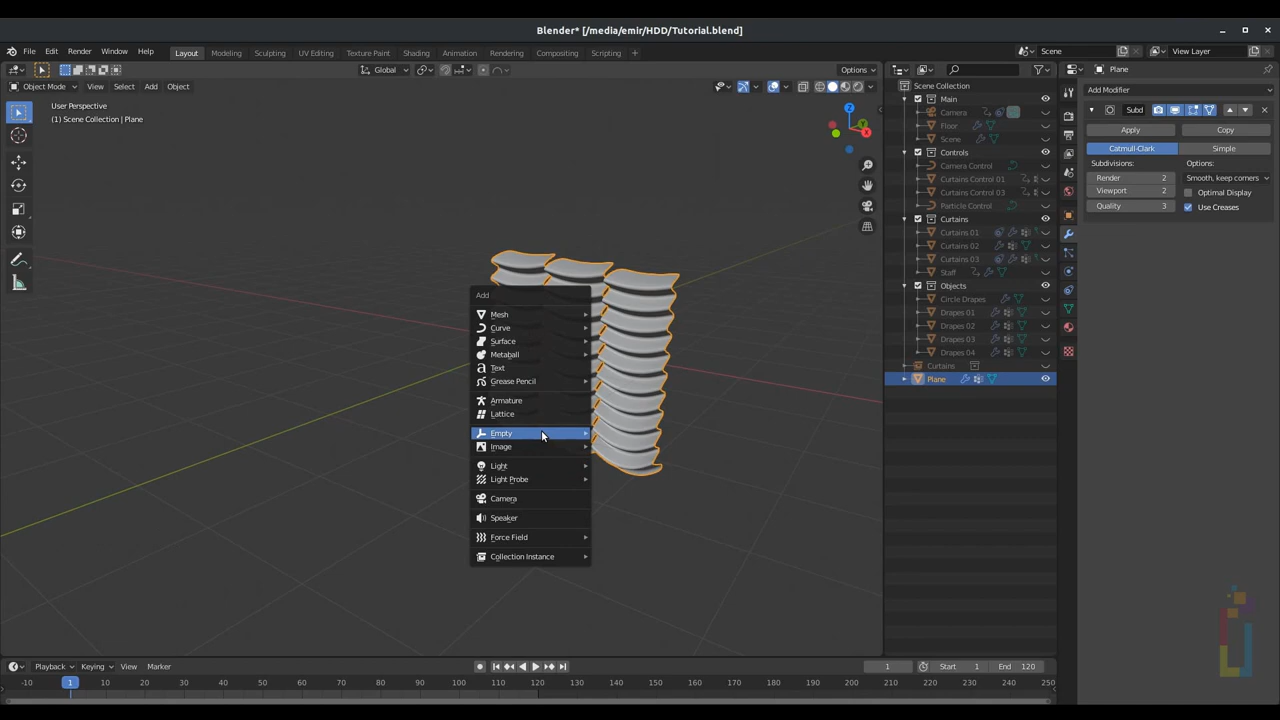 Blender* [/media/emir/HDD/Tutorial.blend]
File Edit Render Window Help Layout Modeling Sculpting UV Editing Texture Paint Shading Animation Rendering Compositing Scripting + Scene View Layer
Global Options Plane
Object Mode View Select Add Object Scene Collection Add Modifier
User Perspective
(1) Scene Collection | Plane
Z
Y
X
Main
Camera
Floor
Scene
Controls
Camera Control
Curtains Control 01
Curtains Control 03
Particle Control
Curtains
Curtains 01
Curtains 02
Curtains 03
Staff
Objects
Circle Drapes
Drapes 01
Drapes 02
Drapes 03
Drapes 04
Curtains
Plane
Subd
Apply Copy
Catmull-Clark Simple
Subdivisions: Options:
Render 2 Smooth, keep corners
Viewport 2 Optimal Display
Quality 3 Use Creases
Add
Mesh
Curve
Surface
Metaball
Text
Grease Pencil
Armature
Lattice
Empty
Image
Light
Light Probe
Camera
Speaker
Force Field
Collection Instance
Playback Keying View Marker 1 Start 1 End 120
-10 1 10 20 30 40 50 60 70 80 90 100 110 120 130 140 150 160 170 180 190 200 210 220 230 240 250